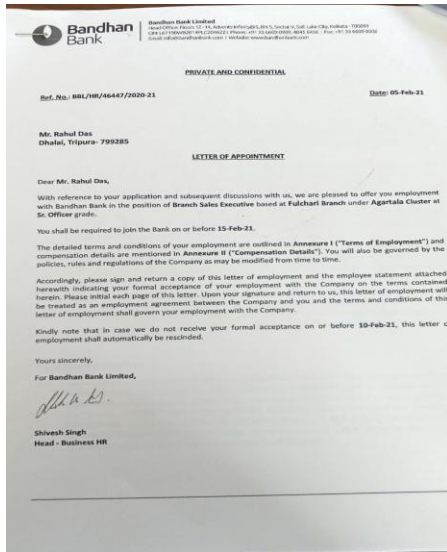 Bandhan
Bank
Bandhan Bank Limited
PRIVATE AND CONFIDENTIAL
Ref. No.: BBL/HR/46447/2020-21
Date: 05-Feb-21
Mr. Rahul Das
Dhalai, Tripura- 799285
LETTER OF APPOINTMENT
Dear Mr. Rahul Das,
With reference to your application and subsequent discussions with us, we are pleased to offer you employment
with Bandhan Bank in the position of Branch Sales Executive based at Fulchari Branch under Agartala Cluster at
Sr. Officer grade.
You shall be required to join the Bank on or before 15-Feb-21.
The detailed terms and conditions of your employment are outlined in Annexure I ("Terms of Employment") and
compensation details are mentioned in Annexure II ("Compensation Details"). You will also be governed by the
policies, rules and regulations of the Company as may be modified from time to time.
Accordingly, please sign and return a copy of this letter of employment and the employee statement attached
herewith indicating your formal acceptance of your employment with the Company on the terms contained
herein. Please initial each page of this letter. Upon your signature and return to us, this letter of employment will
be treated as an employment agreement between the Company and you and the terms and conditions of this
letter of employment shall govern your employment with the Company.
Kindly note that in case we do not receive your formal acceptance on or before 10-Feb-21, this letter o
employment shall automatically be rescinded.
Yours sincerely,
For Bandhan Bank Limited,
Shivesh Singh
Head - Business HR